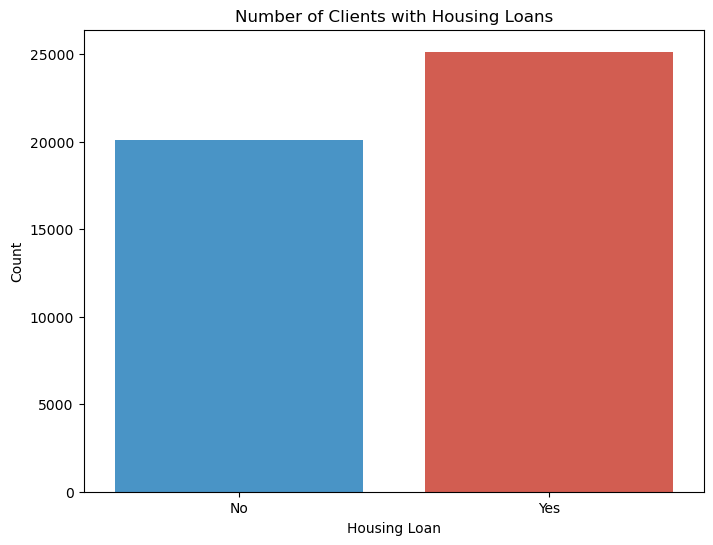 Number of Clients with Housing Loans
25000
20000
15000
10000
5000
0
Count
No
Yes
Housing Loan